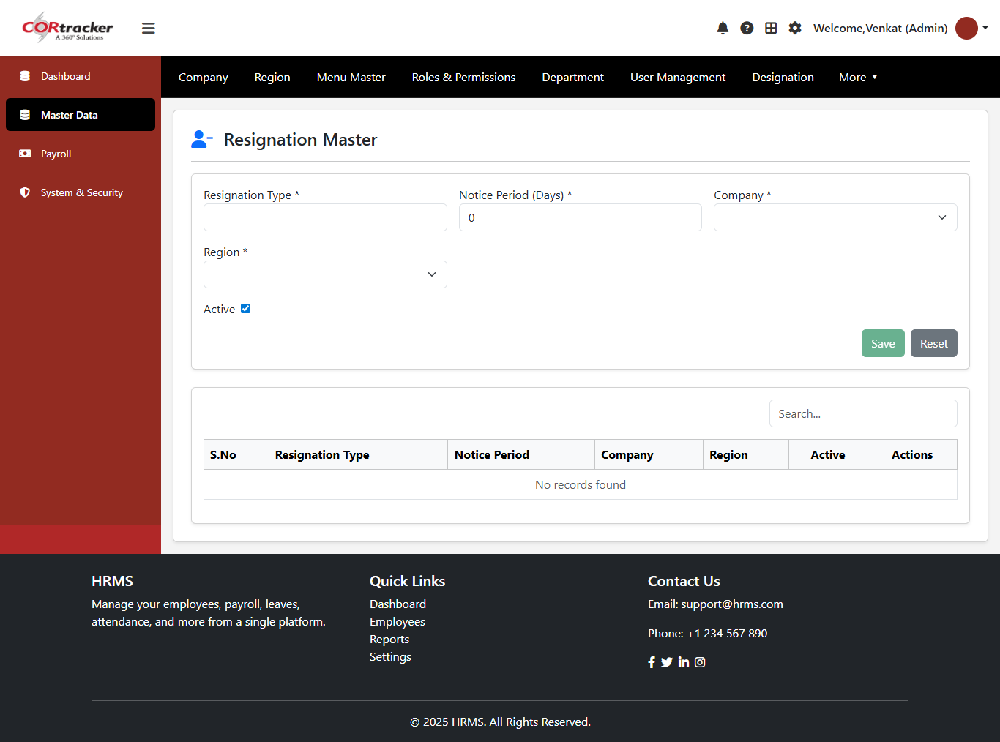 CORtracker
A 360° Solutions
Welcome,Venkat (Admin)
Dashboard
Master Data
Payroll
System & Security
Company Region Menu Master Roles & Permissions Department User Management Designation More ▼
Resignation Master
Resignation Type * Notice Period (Days) * Company *
0
Region *
Active
Save Reset
Search...
S.No Resignation Type Notice Period Company Region Active Actions
No records found
HRMS
Manage your employees, payroll, leaves,
attendance, and more from a single platform.
Quick Links
Dashboard
Employees
Reports
Settings
Contact Us
Email: support@hrms.com
Phone: +1 234 567 890
© 2025 HRMS. All Rights Reserved.